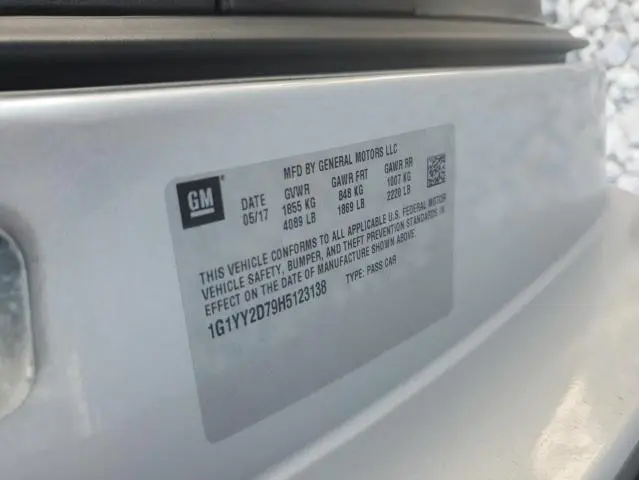 MFD BY GENERAL MOTORS LLC
GM
DATE GVWR GAWR FRT GAWR RR
05/17 1855 KG 848 KG 1007 KG
4089 LB 1869 LB 2220 LB
THIS VEHICLE CONFORMS TO ALL APPLICABLE U.S. FEDERAL MOTOR
VEHICLE SAFETY, BUMPER, AND THEFT PREVENTION STANDARDS IN
EFFECT ON THE DATE OF MANUFACTURE SHOWN ABOVE.
1G1YY2D79H5123138 TYPE: PASS CAR